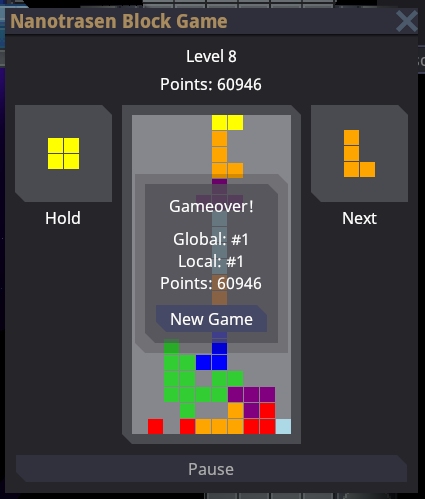 Nanotrasen Block Game
Level 8
Points: 60946
Hold
Next
Gameover!
Global: #1
Local: #1
Points: 60946
New Game
Pause